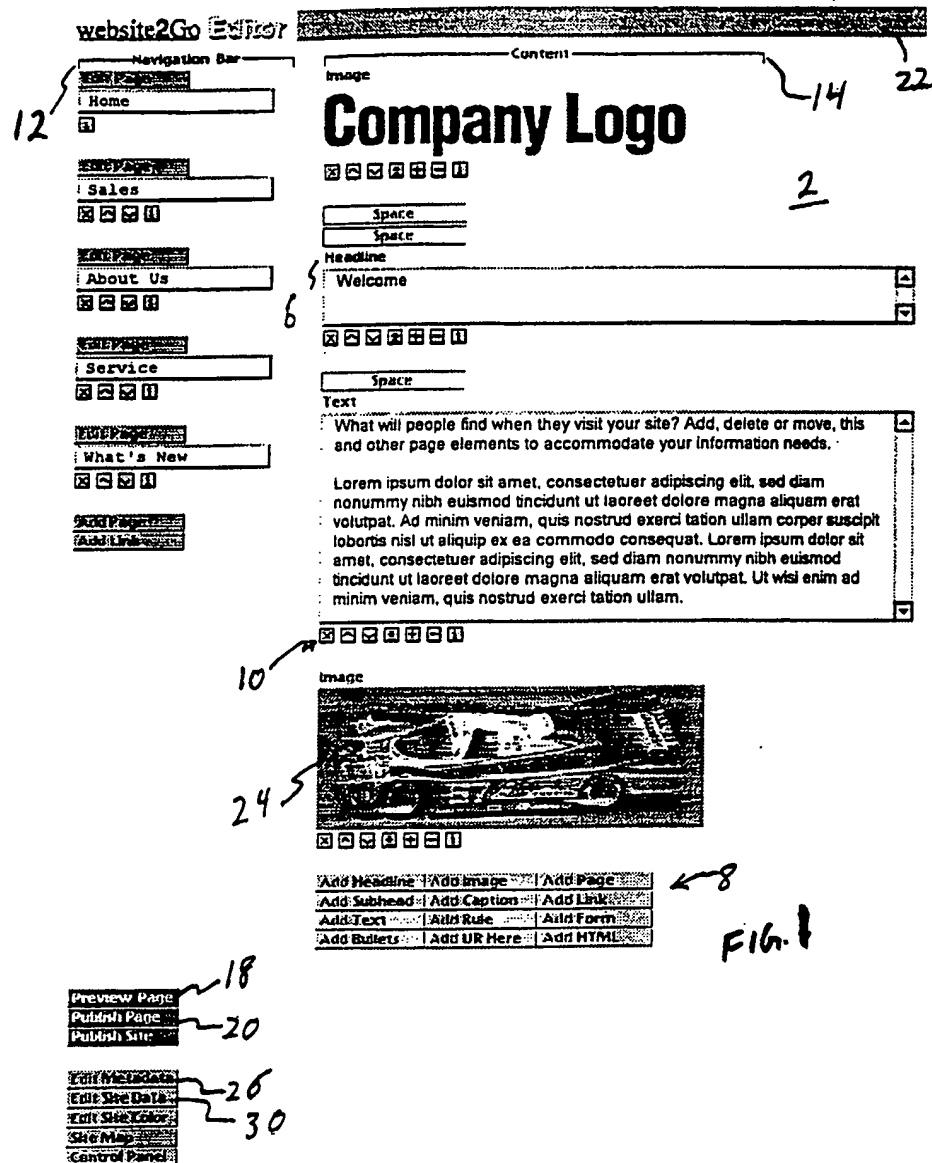 website2Go Editor
22
Navigation Bar
12
Edit Page
Home
Edit Page
Sales
Edit Page
About Us
Edit Page
Service
Edit Page
What's New
Add Page
Add Link
Content
14
Image
Company Logo
2
Space
Space
Headline
6
Welcome
Space
Text
What will people find when they visit your site? Add, delete or move, this
and other page elements to accommodate your information needs.
Lorem ipsum dolor sit amet, consectetuer adipiscing elit, sed diam
nonummy nibh euismod tincidunt ut laoreet dolore magna aliquam erat
volutpat. Ad minim veniam, quis nostrud exerci tation ullam corper suscipit
lobortis nisl ut aliquip ex ea commodo consequat. Lorem ipsum dolor sit
amet, consectetuer adipiscing elit, sed diam nonummy nibh euismod
tincidunt ut laoreet dolore magna aliquam erat volutpat. Ut wisi enim ad
minim veniam, quis nostrud exerci tation ullam.
10
Image
24
Add Headline Add Image Add Page
Add Subhead Add Caption Add Link
Add Text Add Rule Add Form
Add Bullets Add UR Here Add HTML
8
FIG. 1
Preview Page
18
Publish Page
20
Publish Site
Edit Metadata
26
Edit Site Data
30
Edit Site Color
Site Map
Control Panel